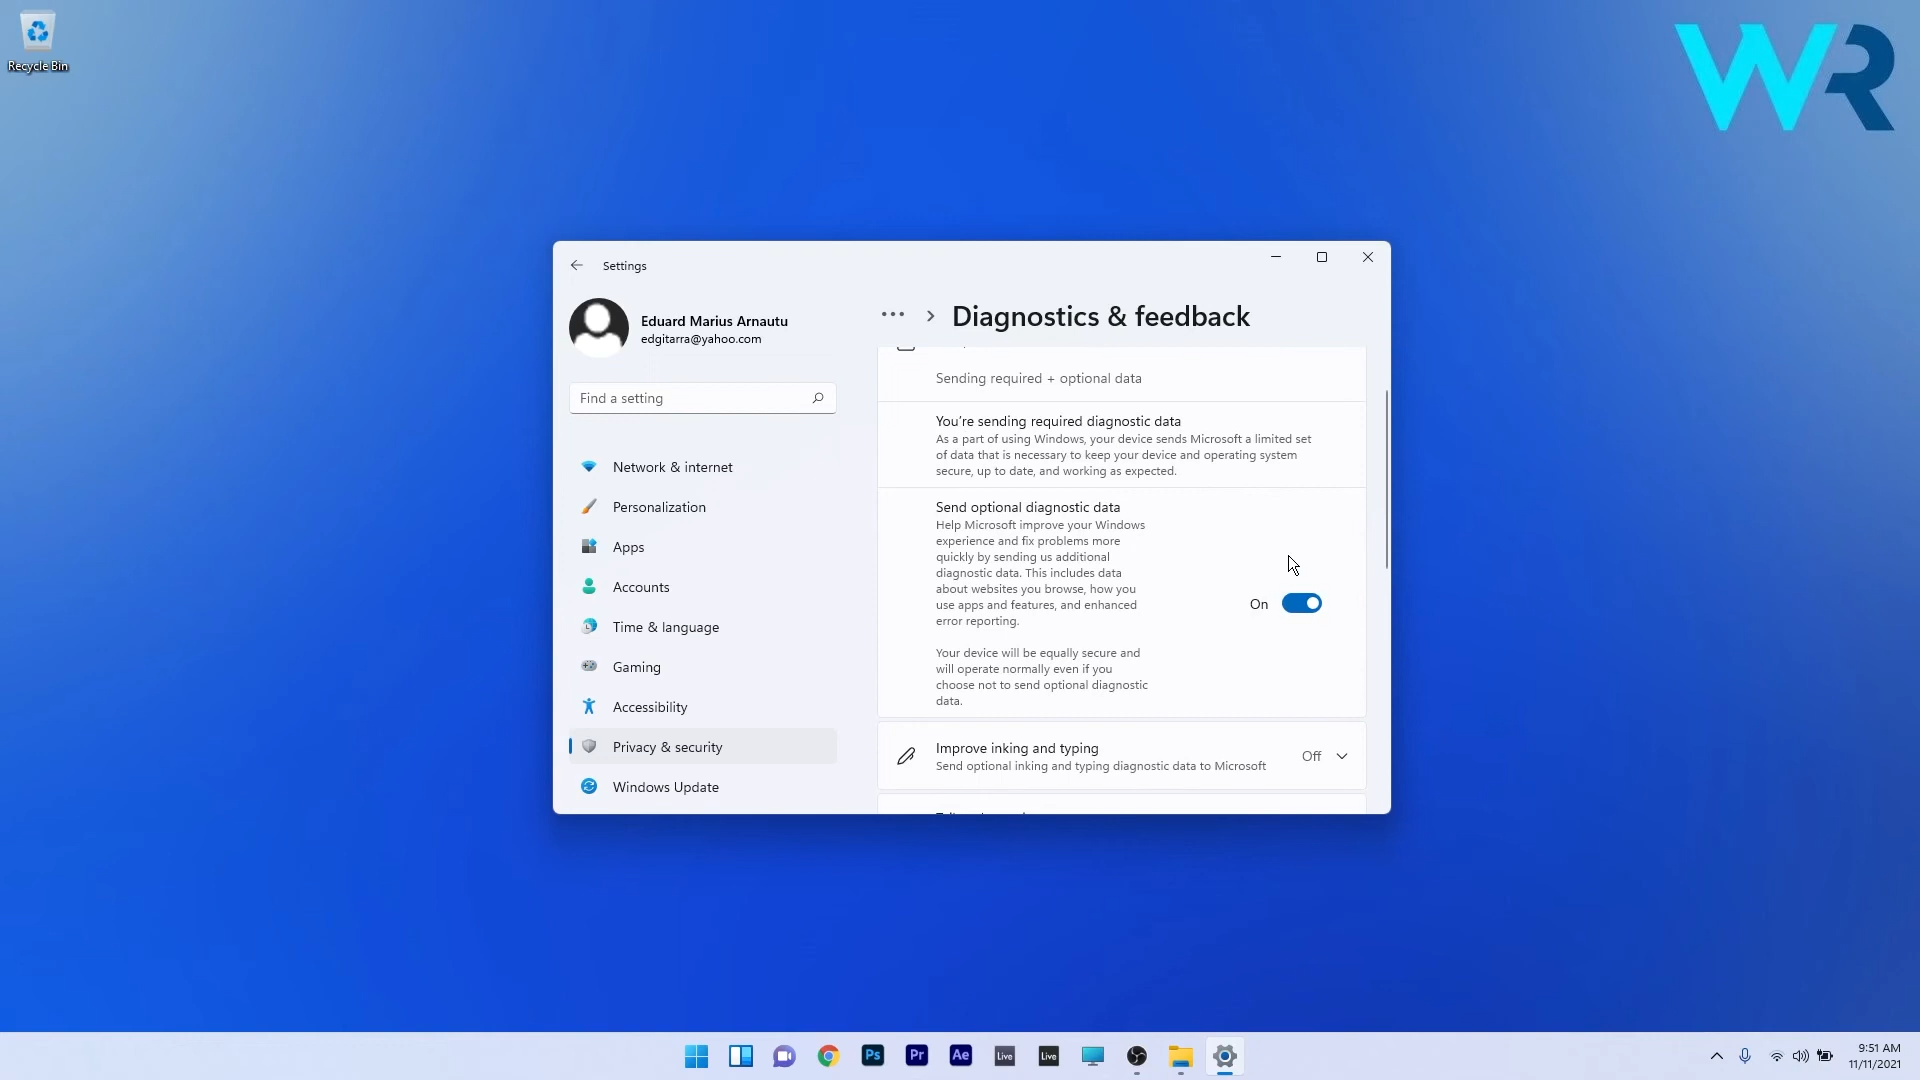 Recycle Bin
WR
Settings
Eduard Marius Arnautu
edgitarra@yahoo.com
Find a setting
Network & internet
Personalization
Apps
Accounts
Time & language
Gaming
Accessibility
Privacy & security
Windows Update
Diagnostics & feedback
Sending required + optional data
You're sending required diagnostic data
As a part of using Windows, your device sends Microsoft a limited set
of data that is necessary to keep your device and operating system
secure, up to date, and working as expected.
Send optional diagnostic data
Help Microsoft improve your Windows
experience and fix problems more
quickly by sending us additional
diagnostic data. This includes data
about websites you browse, how you
use apps and features, and enhanced
error reporting.
Your device will be equally secure and
will operate normally even if you
choose not to send optional diagnostic
data.
On
Improve inking and typing
Send optional inking and typing diagnostic data to Microsoft
Off
Ps
Pr
Ae
Live
Live
9:51 AM
11/11/2021